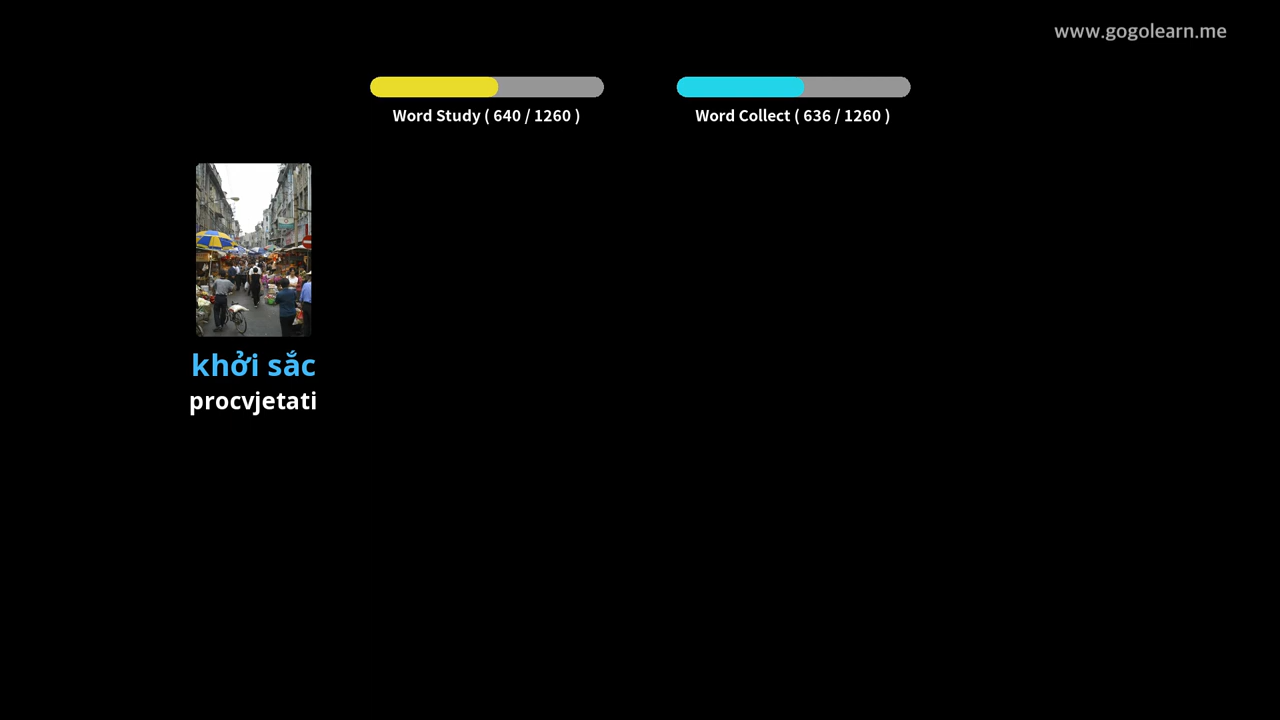 www.gogolearn.me
Word Study ( 640 / 1260 )
Word Collect ( 636 / 1260 )
khởi sắc
procvjetati